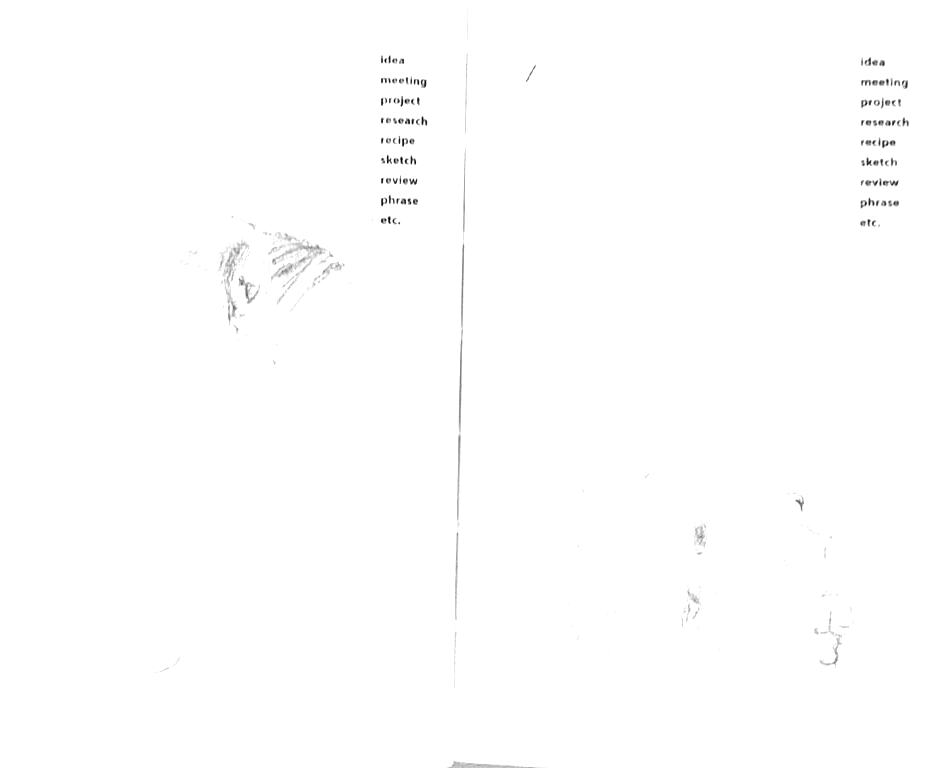 idea
meeting
project
research
recipe
sketch
review
phrase
etc.
idea
meeting
project
research
recipe
sketch
review
phrase
etc.